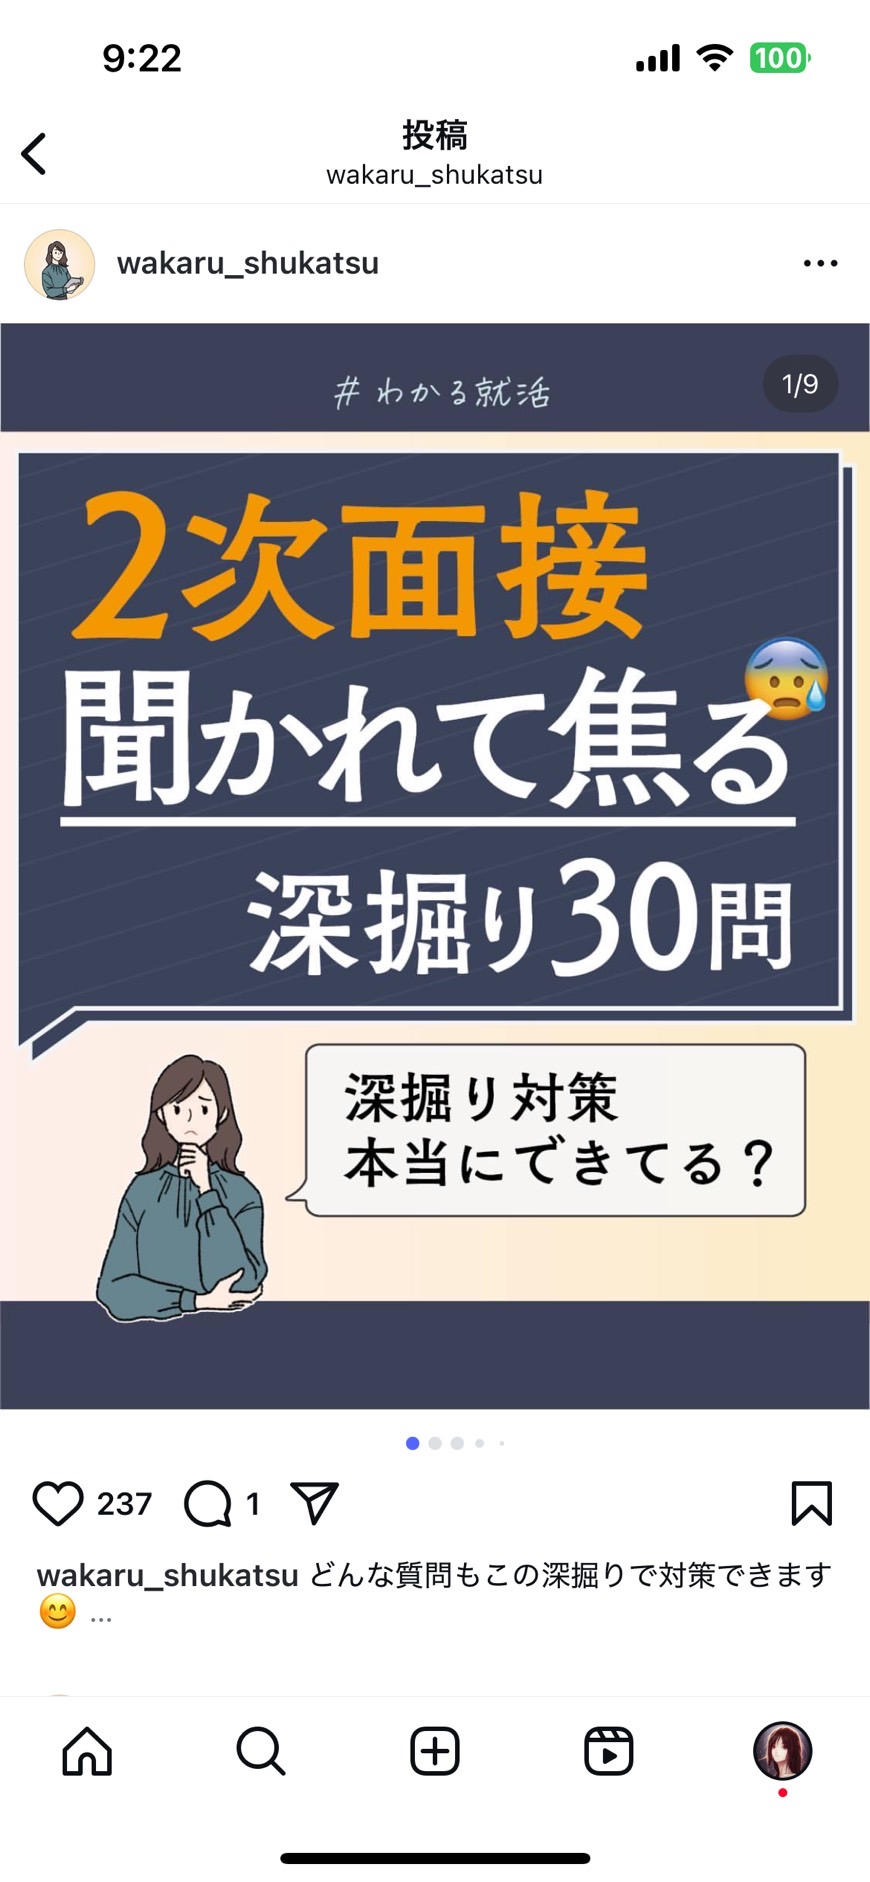 9:22
100
投稿
wakaru_shukatsu
wakaru_shukatsu
# わかる就活
1/9
2次面接
聞かれて焦る
深掘り30問
深掘り対策
本当にできてる？
237
1
wakaru_shukatsu どんな質問もこの深掘りで対策できます
😊 ...